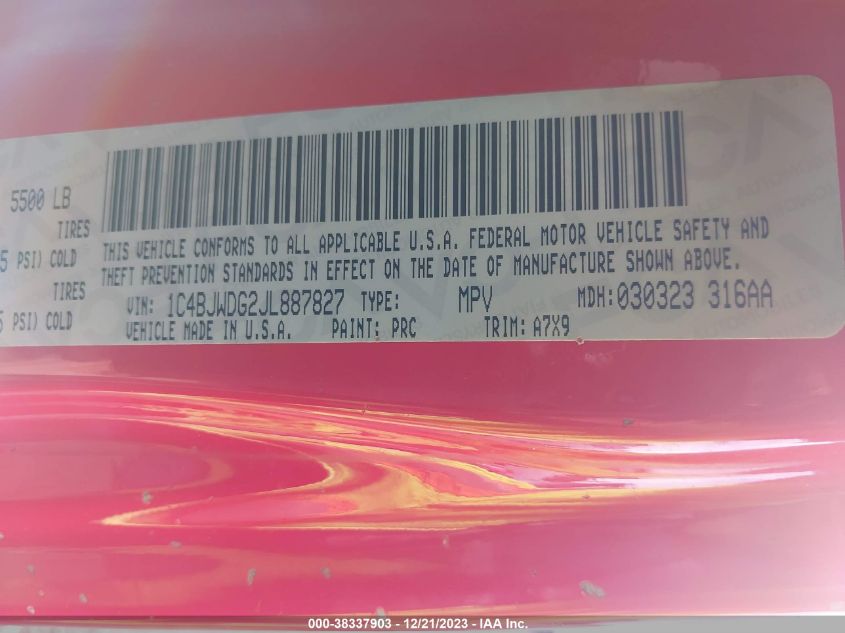 5500 LB
TIRES
5 PSI) COLD
TIRES
5 PSI) COLD
THIS VEHICLE CONFORMS TO ALL APPLICABLE U.S.A. FEDERAL MOTOR VEHICLE SAFETY AND
THEFT PREVENTION STANDARDS IN EFFECT ON THE DATE OF MANUFACTURE SHOWN ABOVE.
VIN: 1C4BJWDG2JL887827 TYPE: MPV MDH:030323 316AA
VEHICLE MADE IN U.S.A. PAINT: PRC TRIM: A7X9
000-38337903 - 12/21/2023 - IAA Inc.